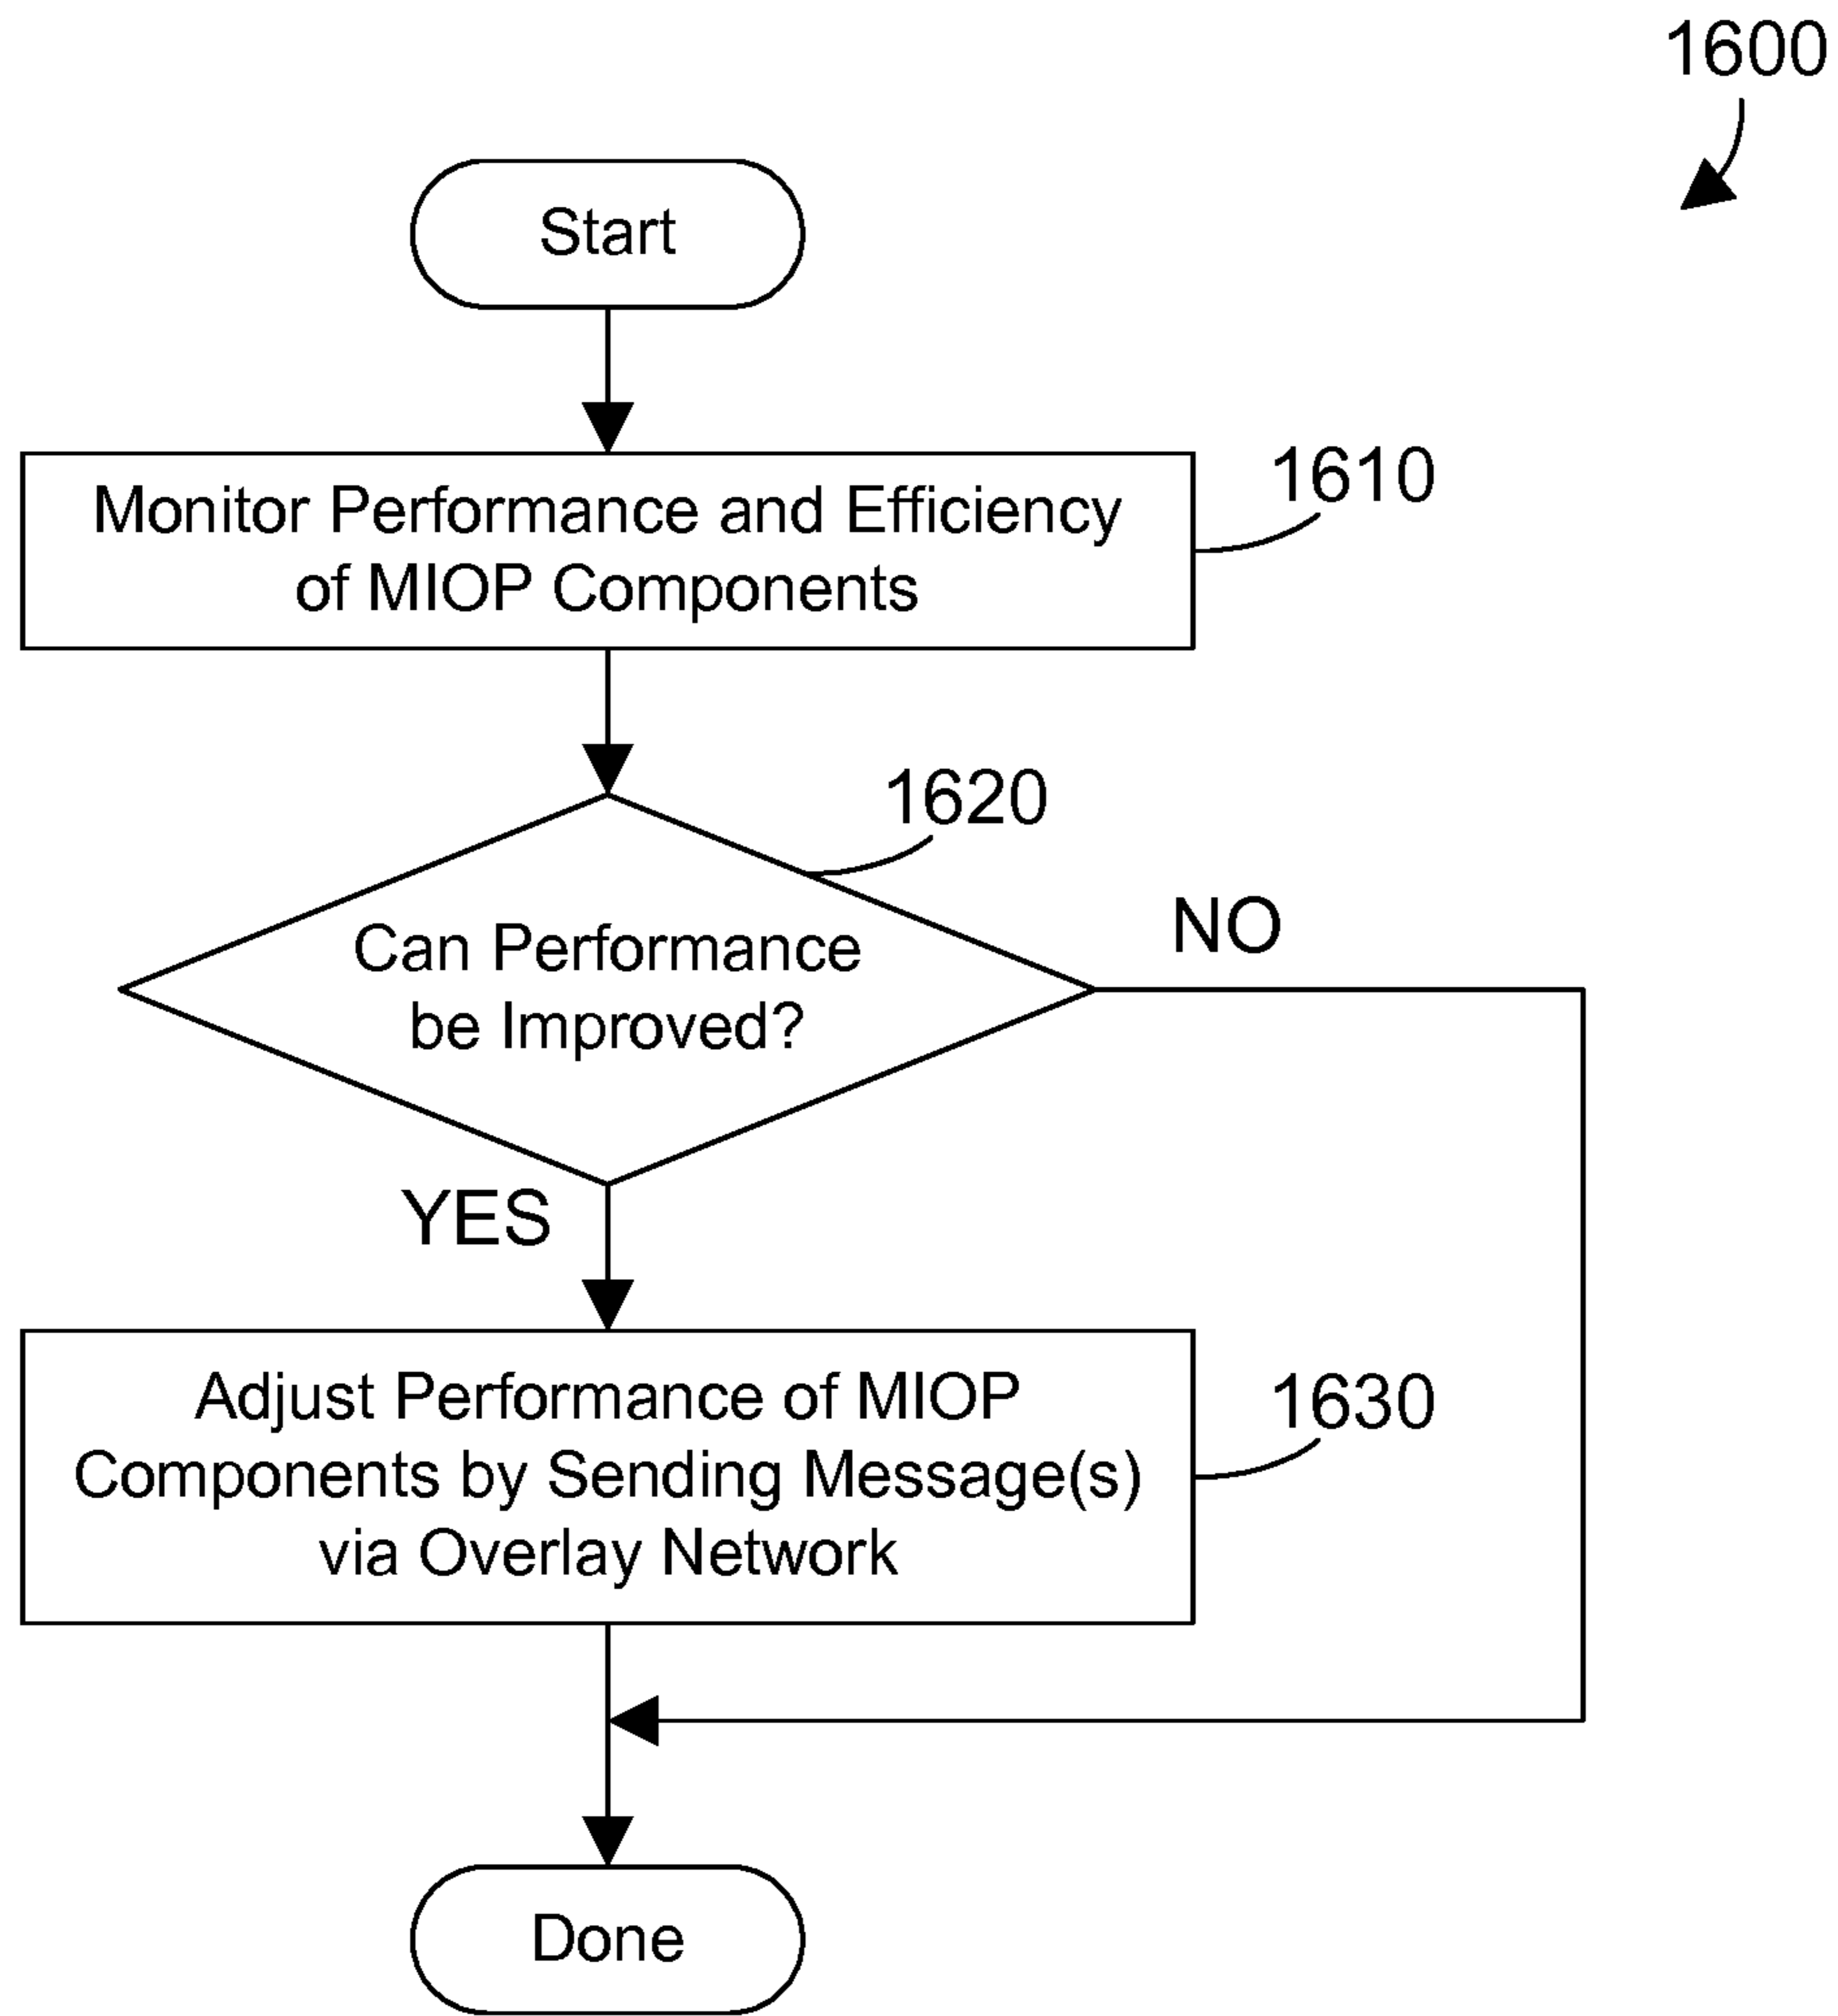 1600
Start
Monitor Performance and Efficiency
of MIOP Components
1610
1620
Can Performance
be Improved?
NO
YES
Adjust Performance of MIOP
Components by Sending Message(s)
via Overlay Network
1630
Done